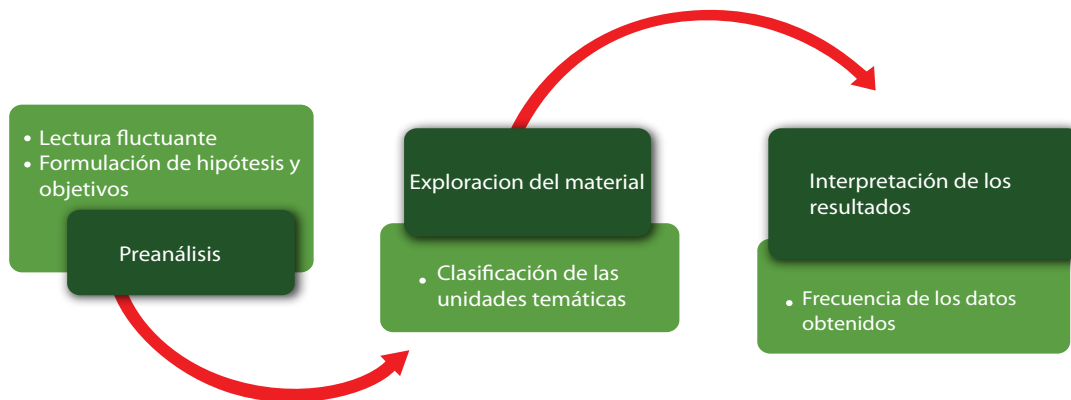 • Lectura fluctuante
• Formulación de hipótesis y
objetivos
Preanálisis
Exploracion del material
• Clasificación de las
unidades temáticas
Interpretación de los
resultados
• Frecuencia de los datos
obtenidos